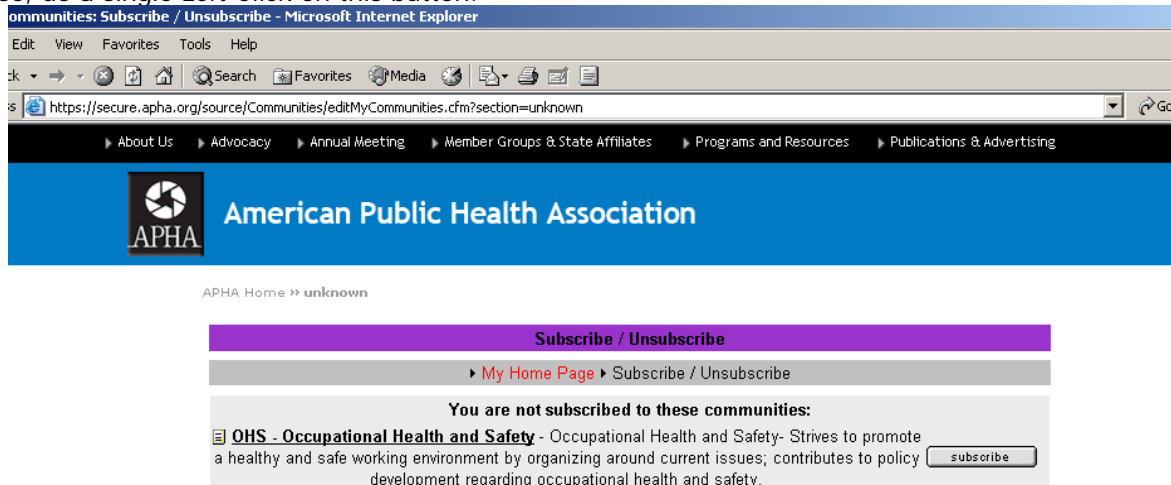 ommunities: Subscribe / Unsubscribe - Microsoft Internet Explorer
Edit View Favorites Tools Help
Search Favorites Media
https://secure.apha.org/source/Communities/editMyCommunities.cfm?section=unknown
About Us Advocacy Annual Meeting Member Groups & State Affiliates Programs and Resources Publications & Advertising
APHA
American Public Health Association
APHA Home » unknown
Subscribe / Unsubscribe
My Home Page Subscribe / Unsubscribe
You are not subscribed to these communities:
OHS - Occupational Health and Safety - Occupational Health and Safety- Strives to promote
a healthy and safe working environment by organizing around current issues; contributes to policy
subscribe
development regarding occupational health and safety.